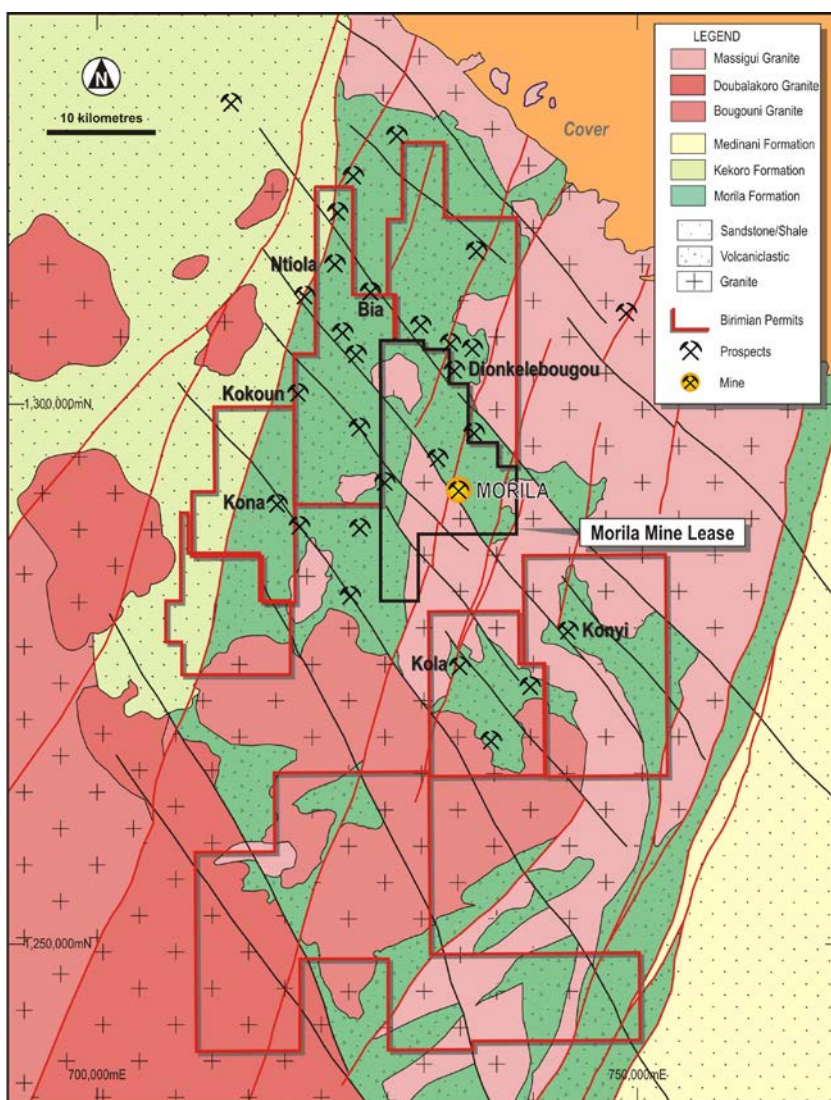 N
10 kilometres
Cover
LEGEND
Massigui Granite
Doubalakoro Granite
Bougouni Granite
Medinani Formation
Kekoro Formation
Morila Formation
Sandstone/Shale
Volcaniclastic
Granite
Birimian Permits
Prospects
Mine
Ntiola
Bia
Dionkelebougou
Kokoun
1,300,000mN
Kona
MORILA
Morila Mine Lease
Konyi
Kola
1,250,000mN
700,000mE
750,000mE